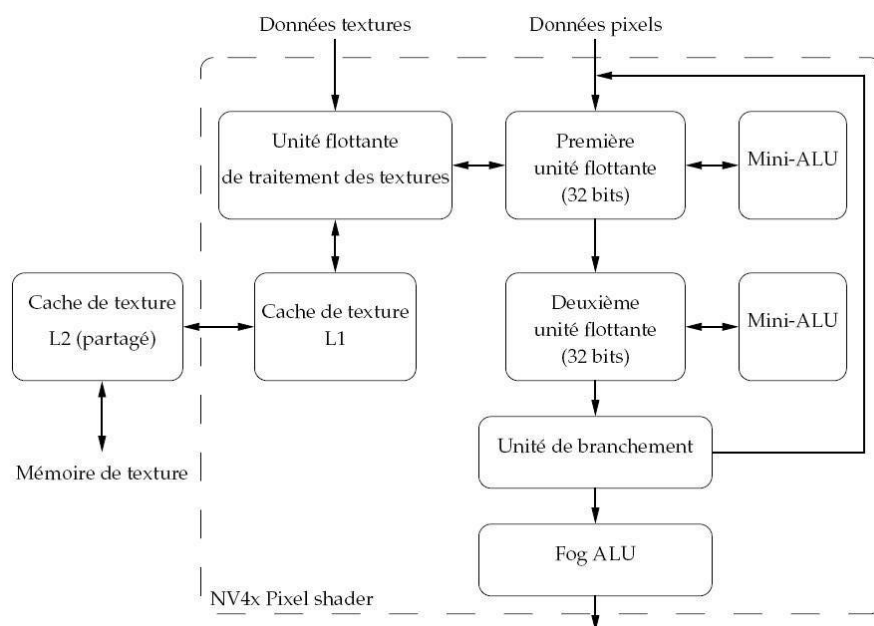 Données textures
Données pixels
Unité flottante
de traitement des textures
Première
unité flottante
(32 bits)
Mini-ALU
Cache de texture
L2 (partagé)
Cache de texture
L1
Deuxième
unité flottante
(32 bits)
Mini-ALU
Mémoire de texture
Unité de branchement
Fog ALU
NV4x Pixel shader